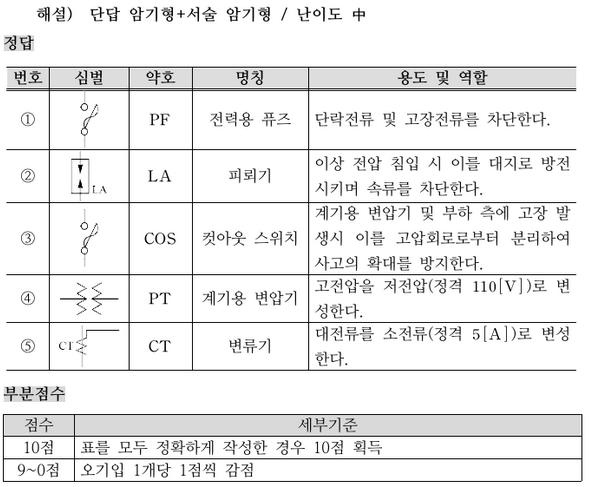 해설) 단답 암기형+서술 암기형 / 난이도 中
정답
번호 심벌 약호 명칭 용도 및 역할
① PF 전력용 퓨즈 단락전류 및 고장전류를 차단한다.
② LA LA 피뢰기 이상 전압 침입 시 이를 대지로 방전
시키며 속류를 차단한다.
③ COS 컷아웃 스위치 계기용 변압기 및 부하 측에 고장 발
생시 이를 고압회로로부터 분리하여
사고의 확대를 방지한다.
④ PT 계기용 변압기 고전압을 저전압(정격 110[V])로 변
성한다.
⑤ CT CT 변류기 대전류를 소전류(정격 5[A])로 변성
한다.
부분점수
점수 세부기준
10점 표를 모두 정확하게 작성한 경우 10점 획득
9~0점 오기입 1개당 1점씩 감점